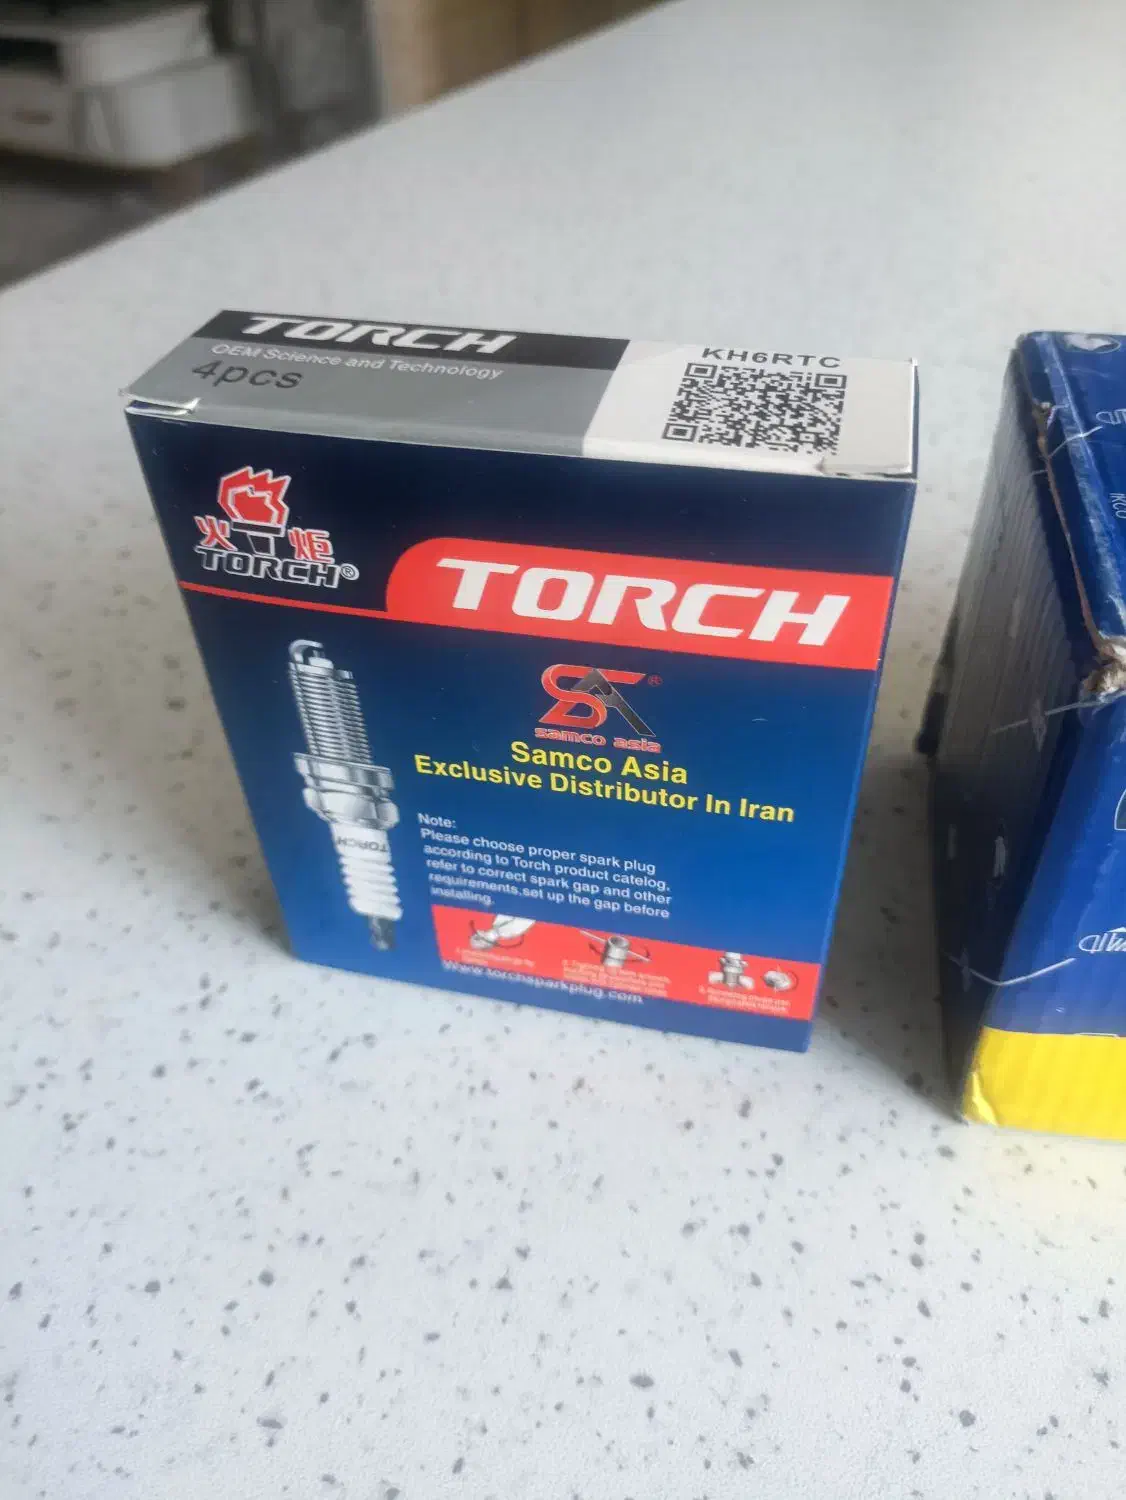 TORCH
OEM Science and Technology
4pcs
KH6RTC
火炬
TORCH®
TORCH
SA®
samco asia
Samco Asia
Exclusive Distributor In Iran
Note:
Please choose proper spark plug
according to Torch product catelog,
refer to correct spark gap and other
requirements,set up the gap before
installing.
TORCH
www.torchsparkplug.com